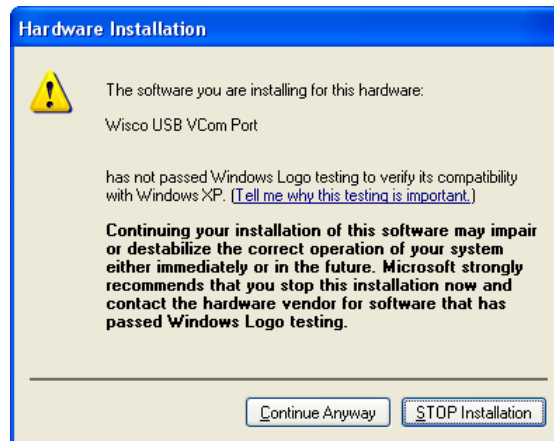 Hardware Installation
The software you are installing for this hardware:
Wisco USB VCom Port
has not passed Windows Logo testing to verify its compatibility
with Windows XP. (Tell me why this testing is important.)
Continuing your installation of this software may impair
or destabilize the correct operation of your system
either immediately or in the future. Microsoft strongly
recommends that you stop this installation now and
contact the hardware vendor for software that has
passed Windows Logo testing.
Continue Anyway
STOP Installation